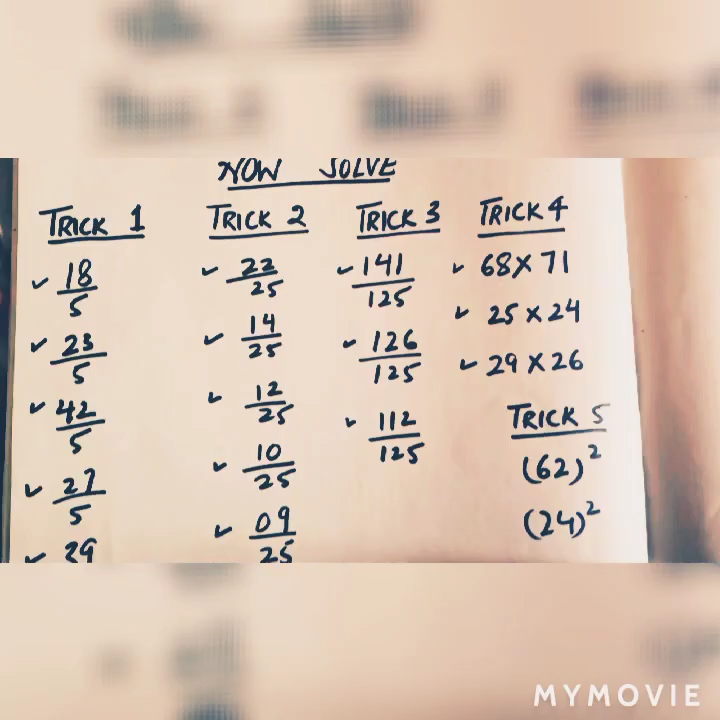 NOW SOLVE
TRICK 1
✓ 18/5
✓ 23/5
✓ 42/5
✓ 27/5
✓ 39
TRICK 2
✓ 22/25
✓ 14/25
✓ 12/25
✓ 10/25
✓ 09/25
TRICK 3
✓ 141/125
✓ 126/125
✓ 112/125
TRICK 4
✓ 68 × 71
✓ 25 × 24
✓ 29 × 26
TRICK 5
(62)²
(24)²
MYMOVIE